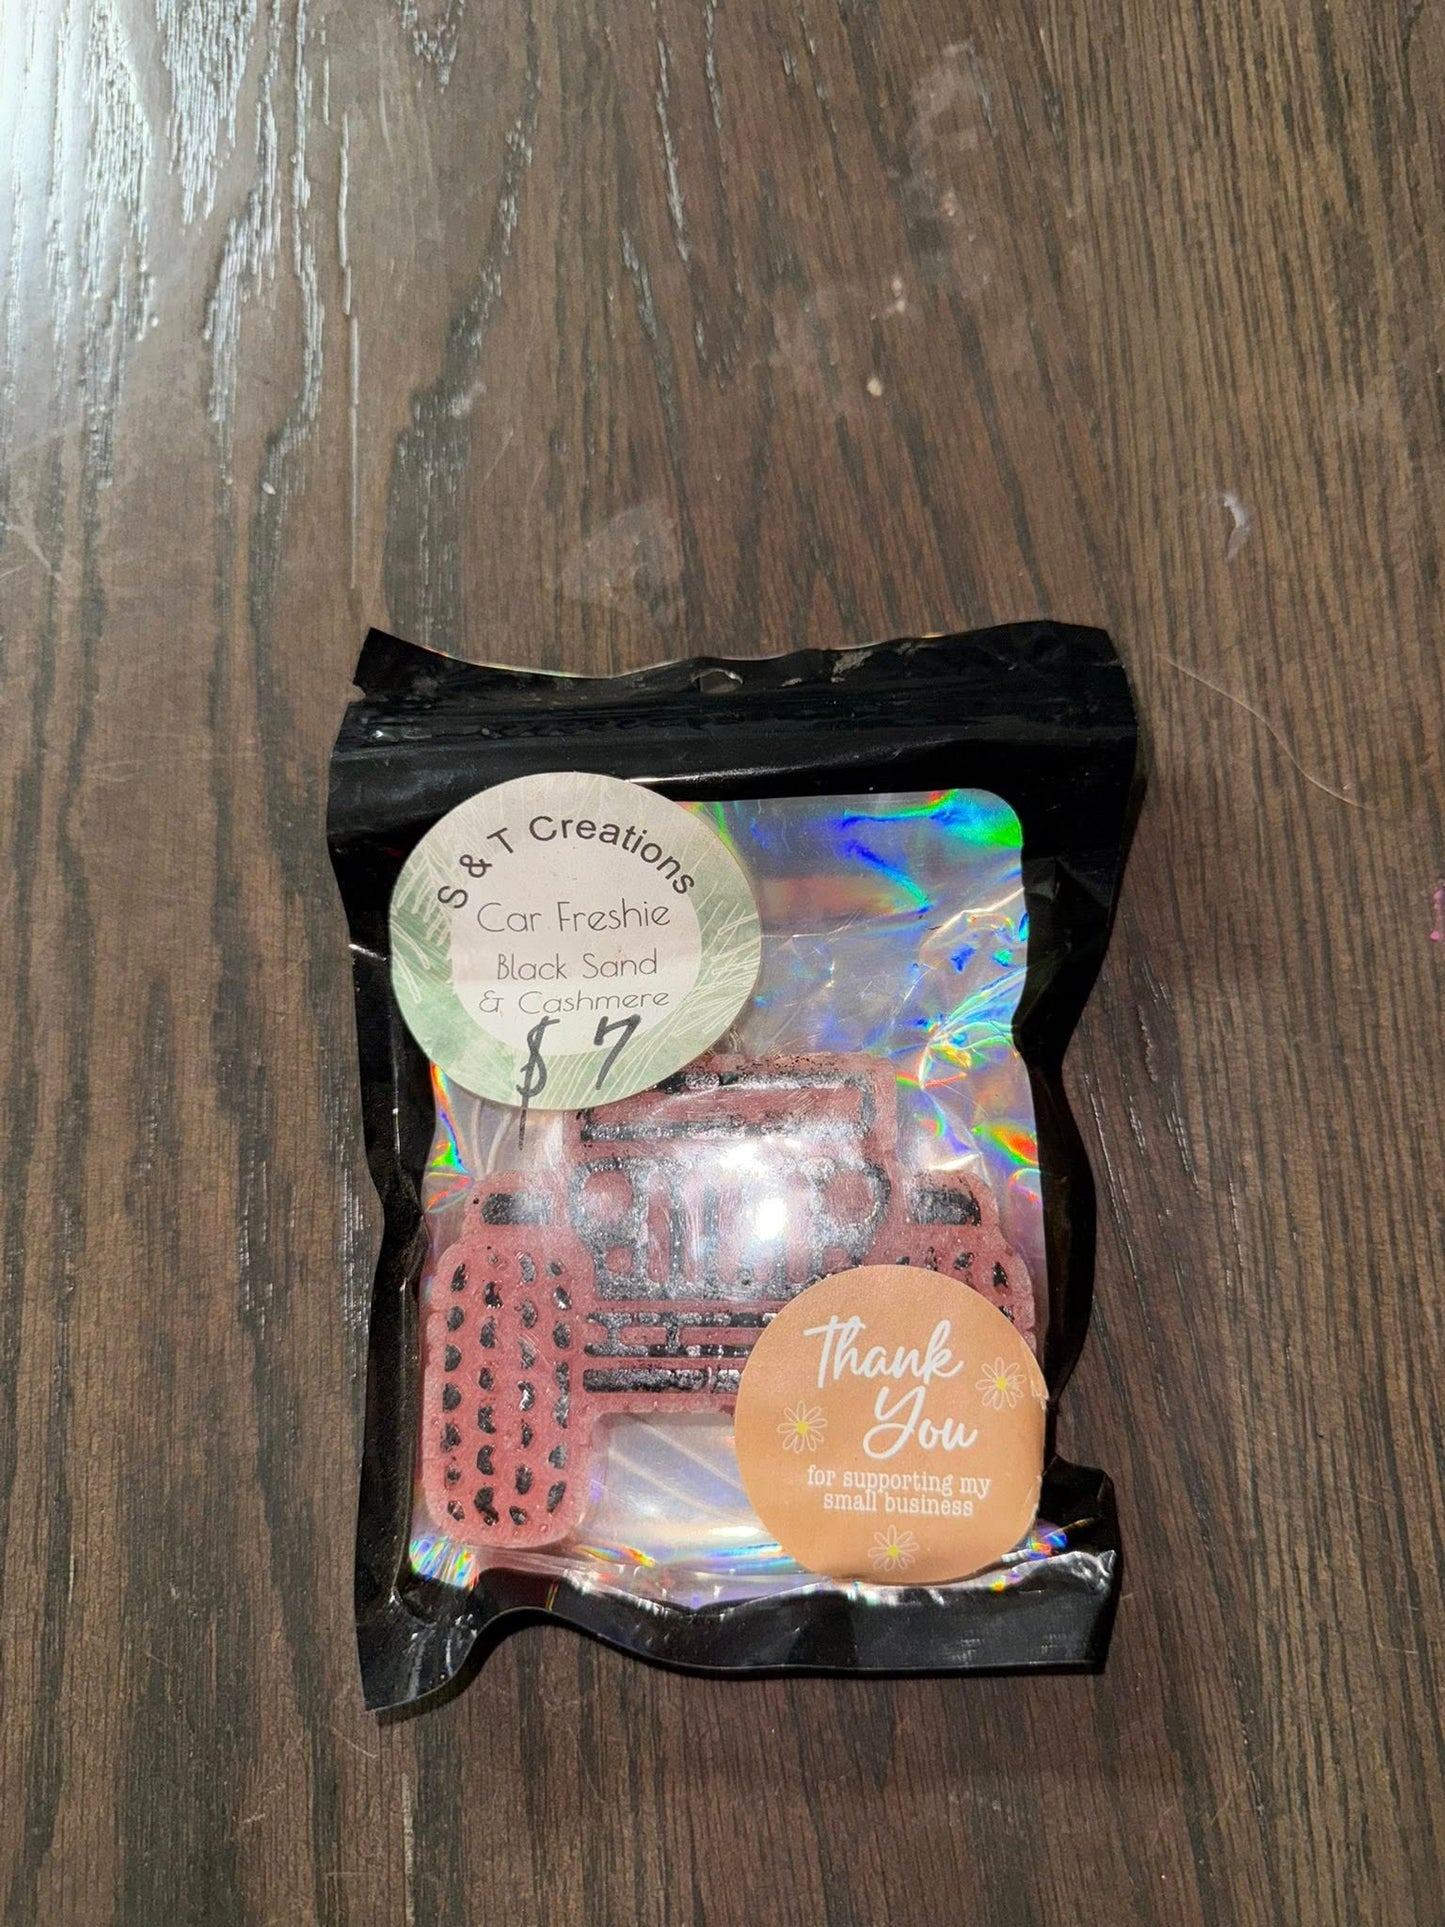 S & T Creations
Car Freshie
Black Sand
& Cashmere
$ 7
Thank
You
for supporting my
small business